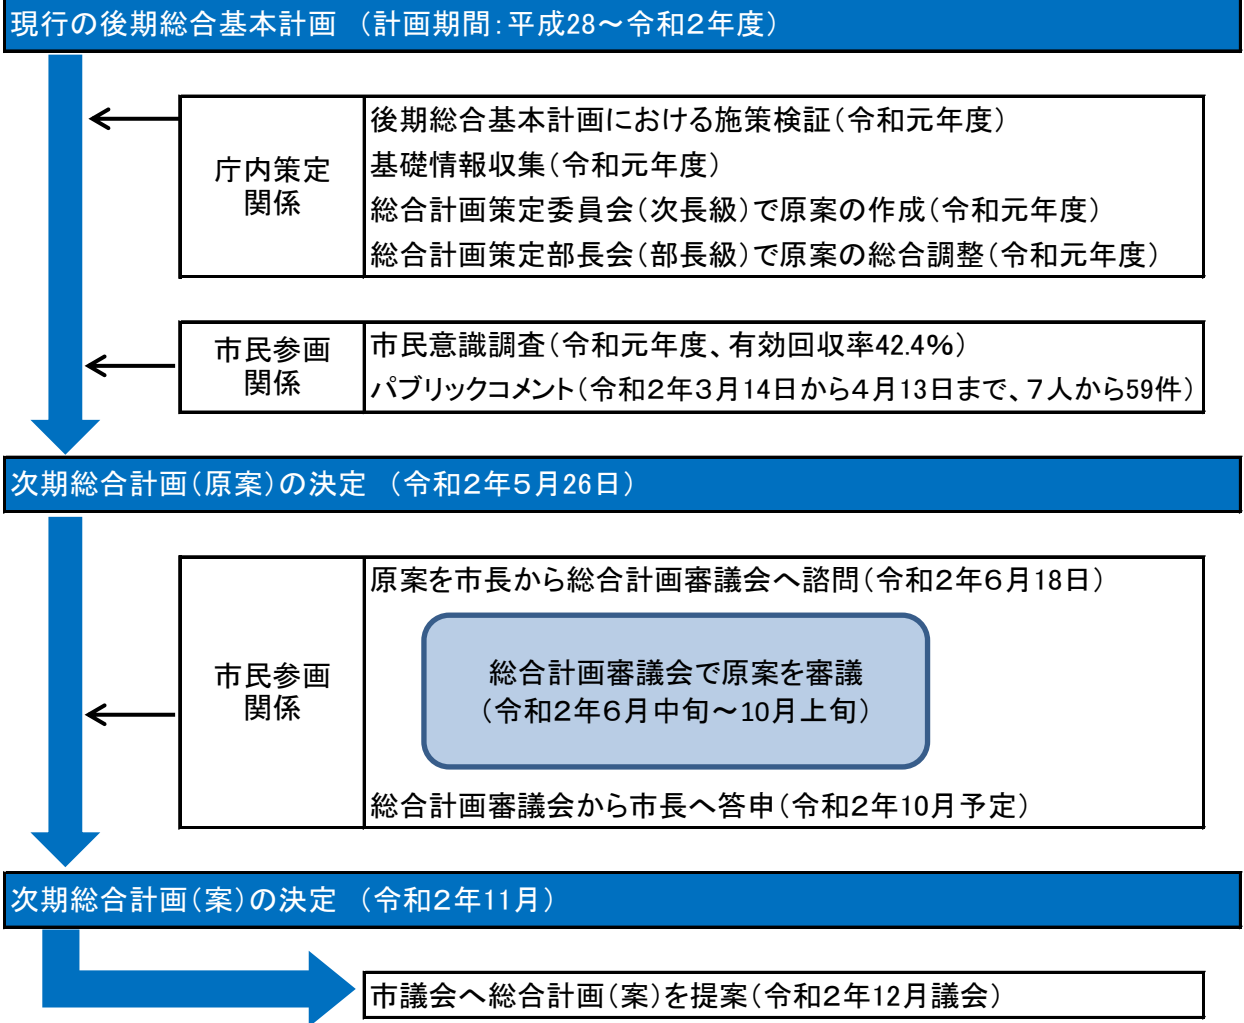 現行の後期総合基本計画　（計画期間：平成28～令和２年度）
庁内策定
関係
後期総合基本計画における施策検証（令和元年度）
基礎情報収集（令和元年度）
総合計画策定委員会（次長級）で原案の作成（令和元年度）
総合計画策定部長会（部長級）で原案の総合調整（令和元年度）
市民参画
関係
市民意識調査（令和元年度、有効回収率42.4%）
パブリックコメント（令和２年３月14日から４月13日まで、７人から59件）
次期総合計画（原案）の決定　（令和２年５月26日）
市民参画
関係
原案を市長から総合計画審議会へ諮問（令和２年６月18日）
総合計画審議会で原案を審議
（令和２年６月中旬～10月上旬）
総合計画審議会から市長へ答申（令和２年10月予定）
次期総合計画（案）の決定　（令和２年11月）
市議会へ総合計画（案）を提案（令和２年12月議会）